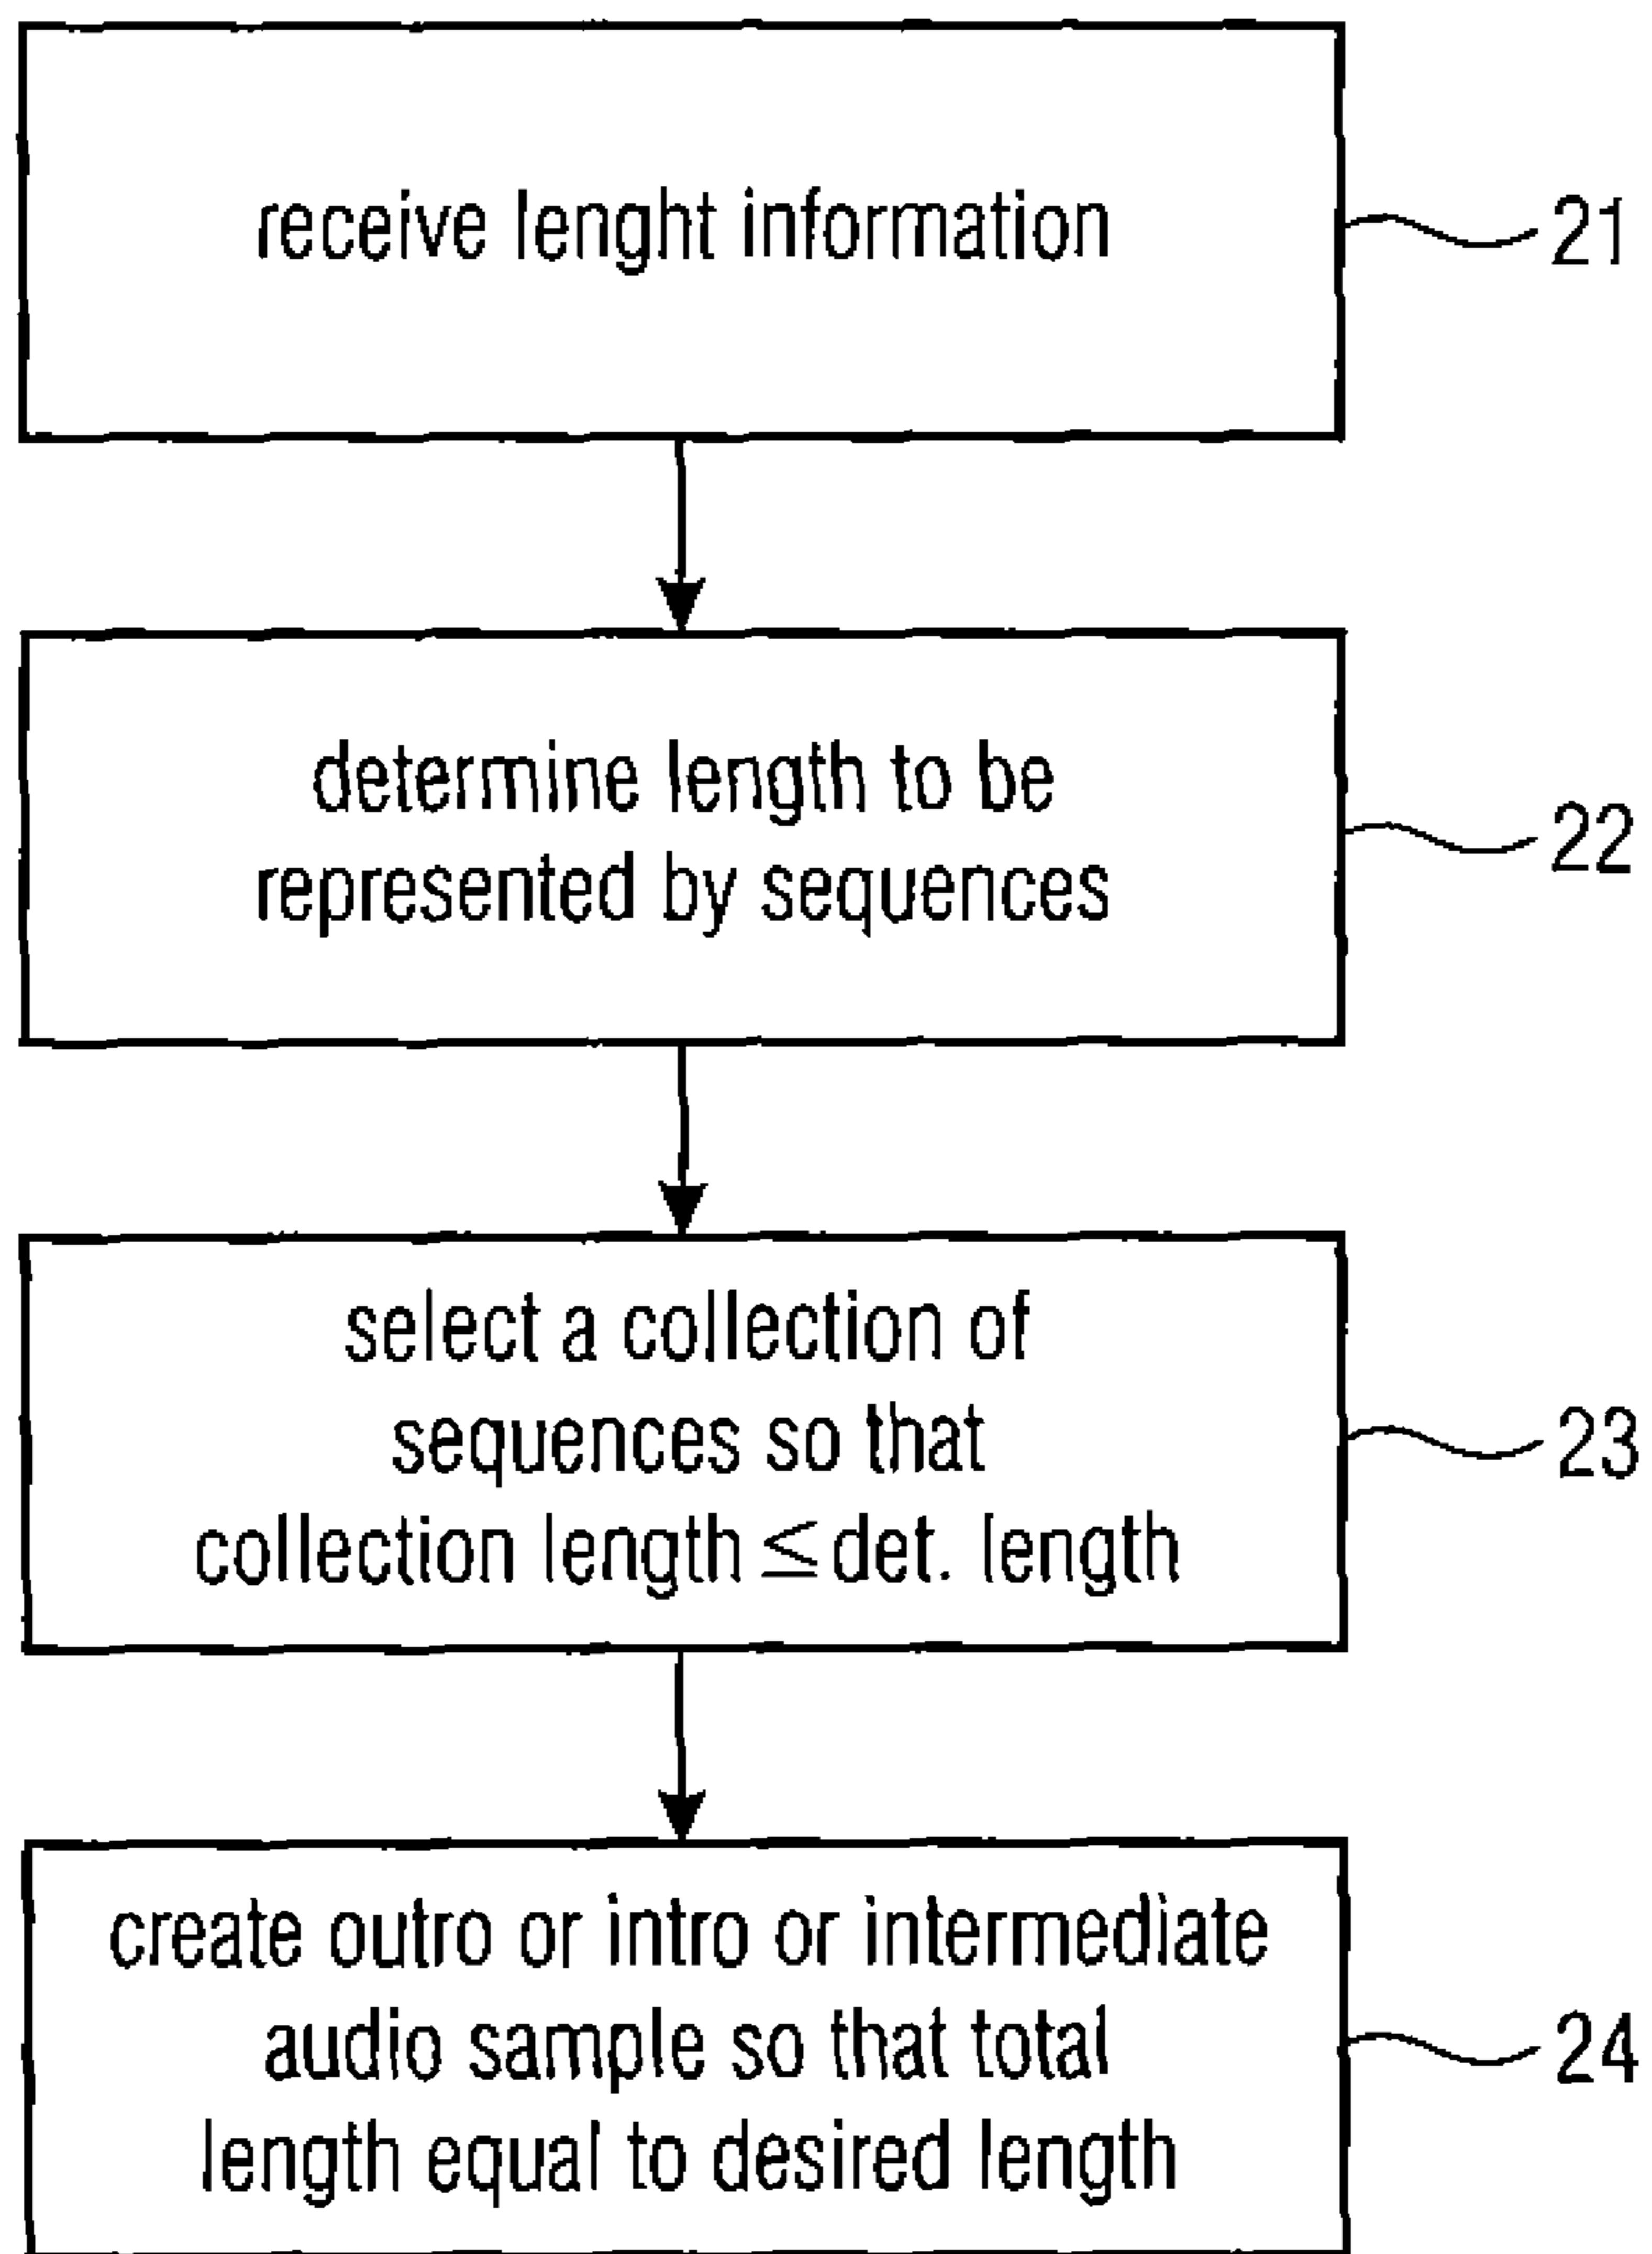 receive lenght information
21
determine length to be
represented by sequences
22
select a collection of
sequences so that
collection length ≤ det. length
23
create outro or intro or intermediate
audio sample so that total
length equal to desired length
24